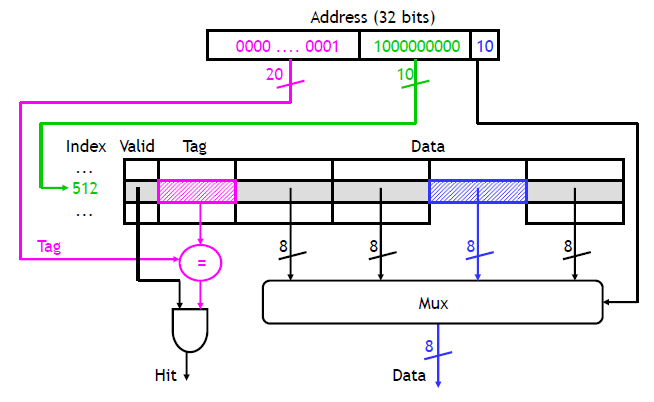 Address (32 bits)
0000 .... 0001 1000000000 10
20 10
Index Valid Tag Data
...
512
...
Tag
= 8 8 8 8
Mux
8
Hit Data